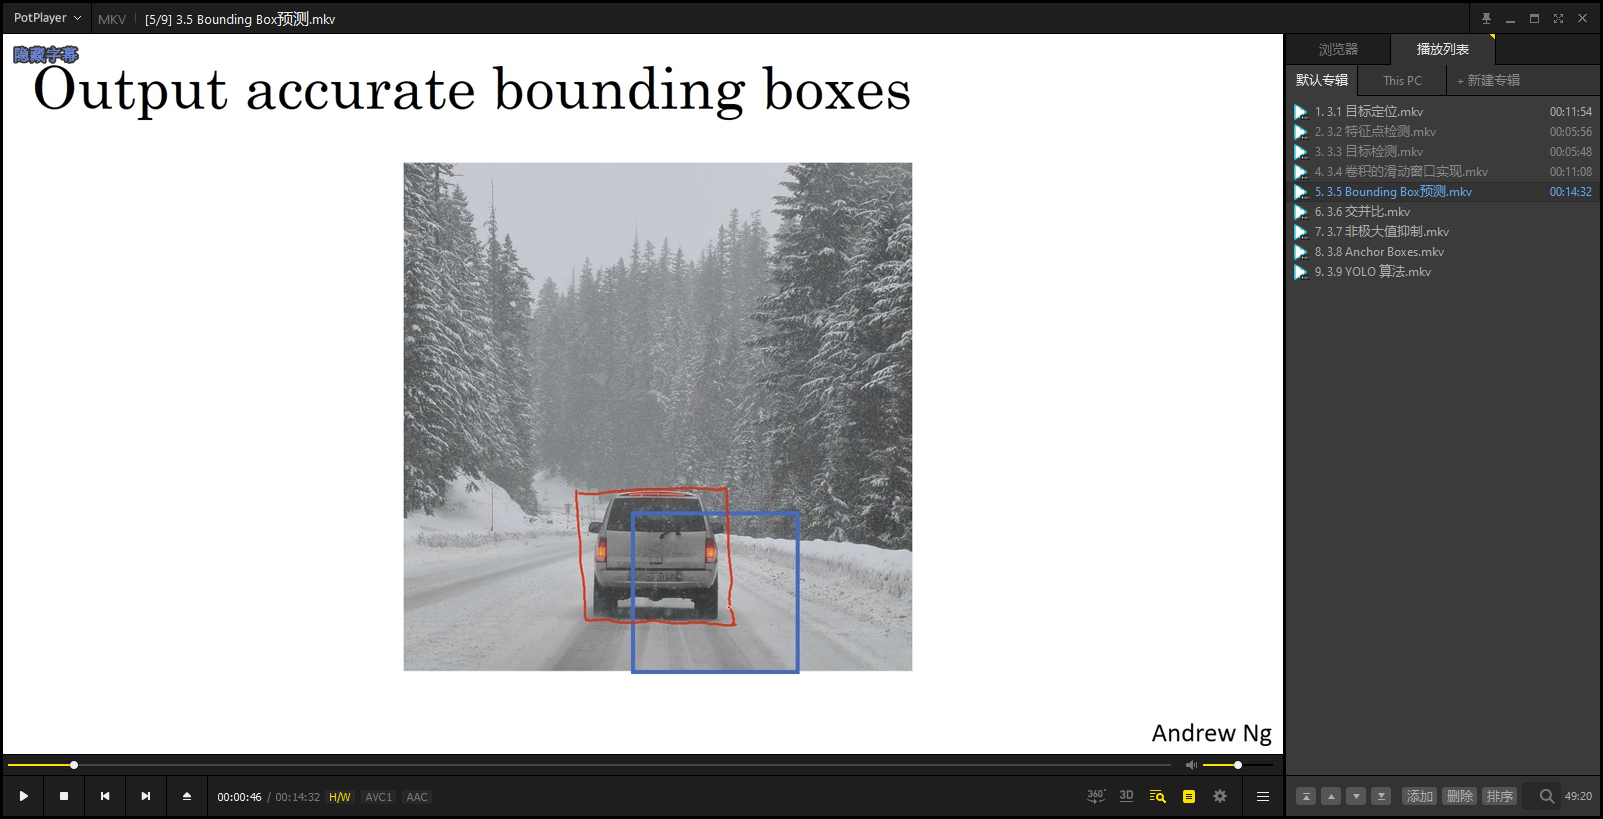 PotPlayer
MKV
[5/9] 3.5 Bounding Box预测.mkv
隐藏字幕
Output accurate bounding boxes
Andrew Ng
浏览器
播放列表
默认专辑
This PC
+ 新建专辑
1. 3.1 目标定位.mkv 00:11:54
2. 3.2 特征点检测.mkv 00:05:56
3. 3.3 目标检测.mkv 00:05:48
4. 3.4 卷积的滑动窗口实现.mkv 00:11:08
5. 3.5 Bounding Box预测.mkv 00:14:32
6. 3.6 交并比.mkv
7. 3.7 非极大值抑制.mkv
8. 3.8 Anchor Boxes.mkv
9. 3.9 YOLO 算法.mkv
00:00:46 / 00:14:32 H/W AVC1 AAC
360°
3D
添加 删除 排序
49:20